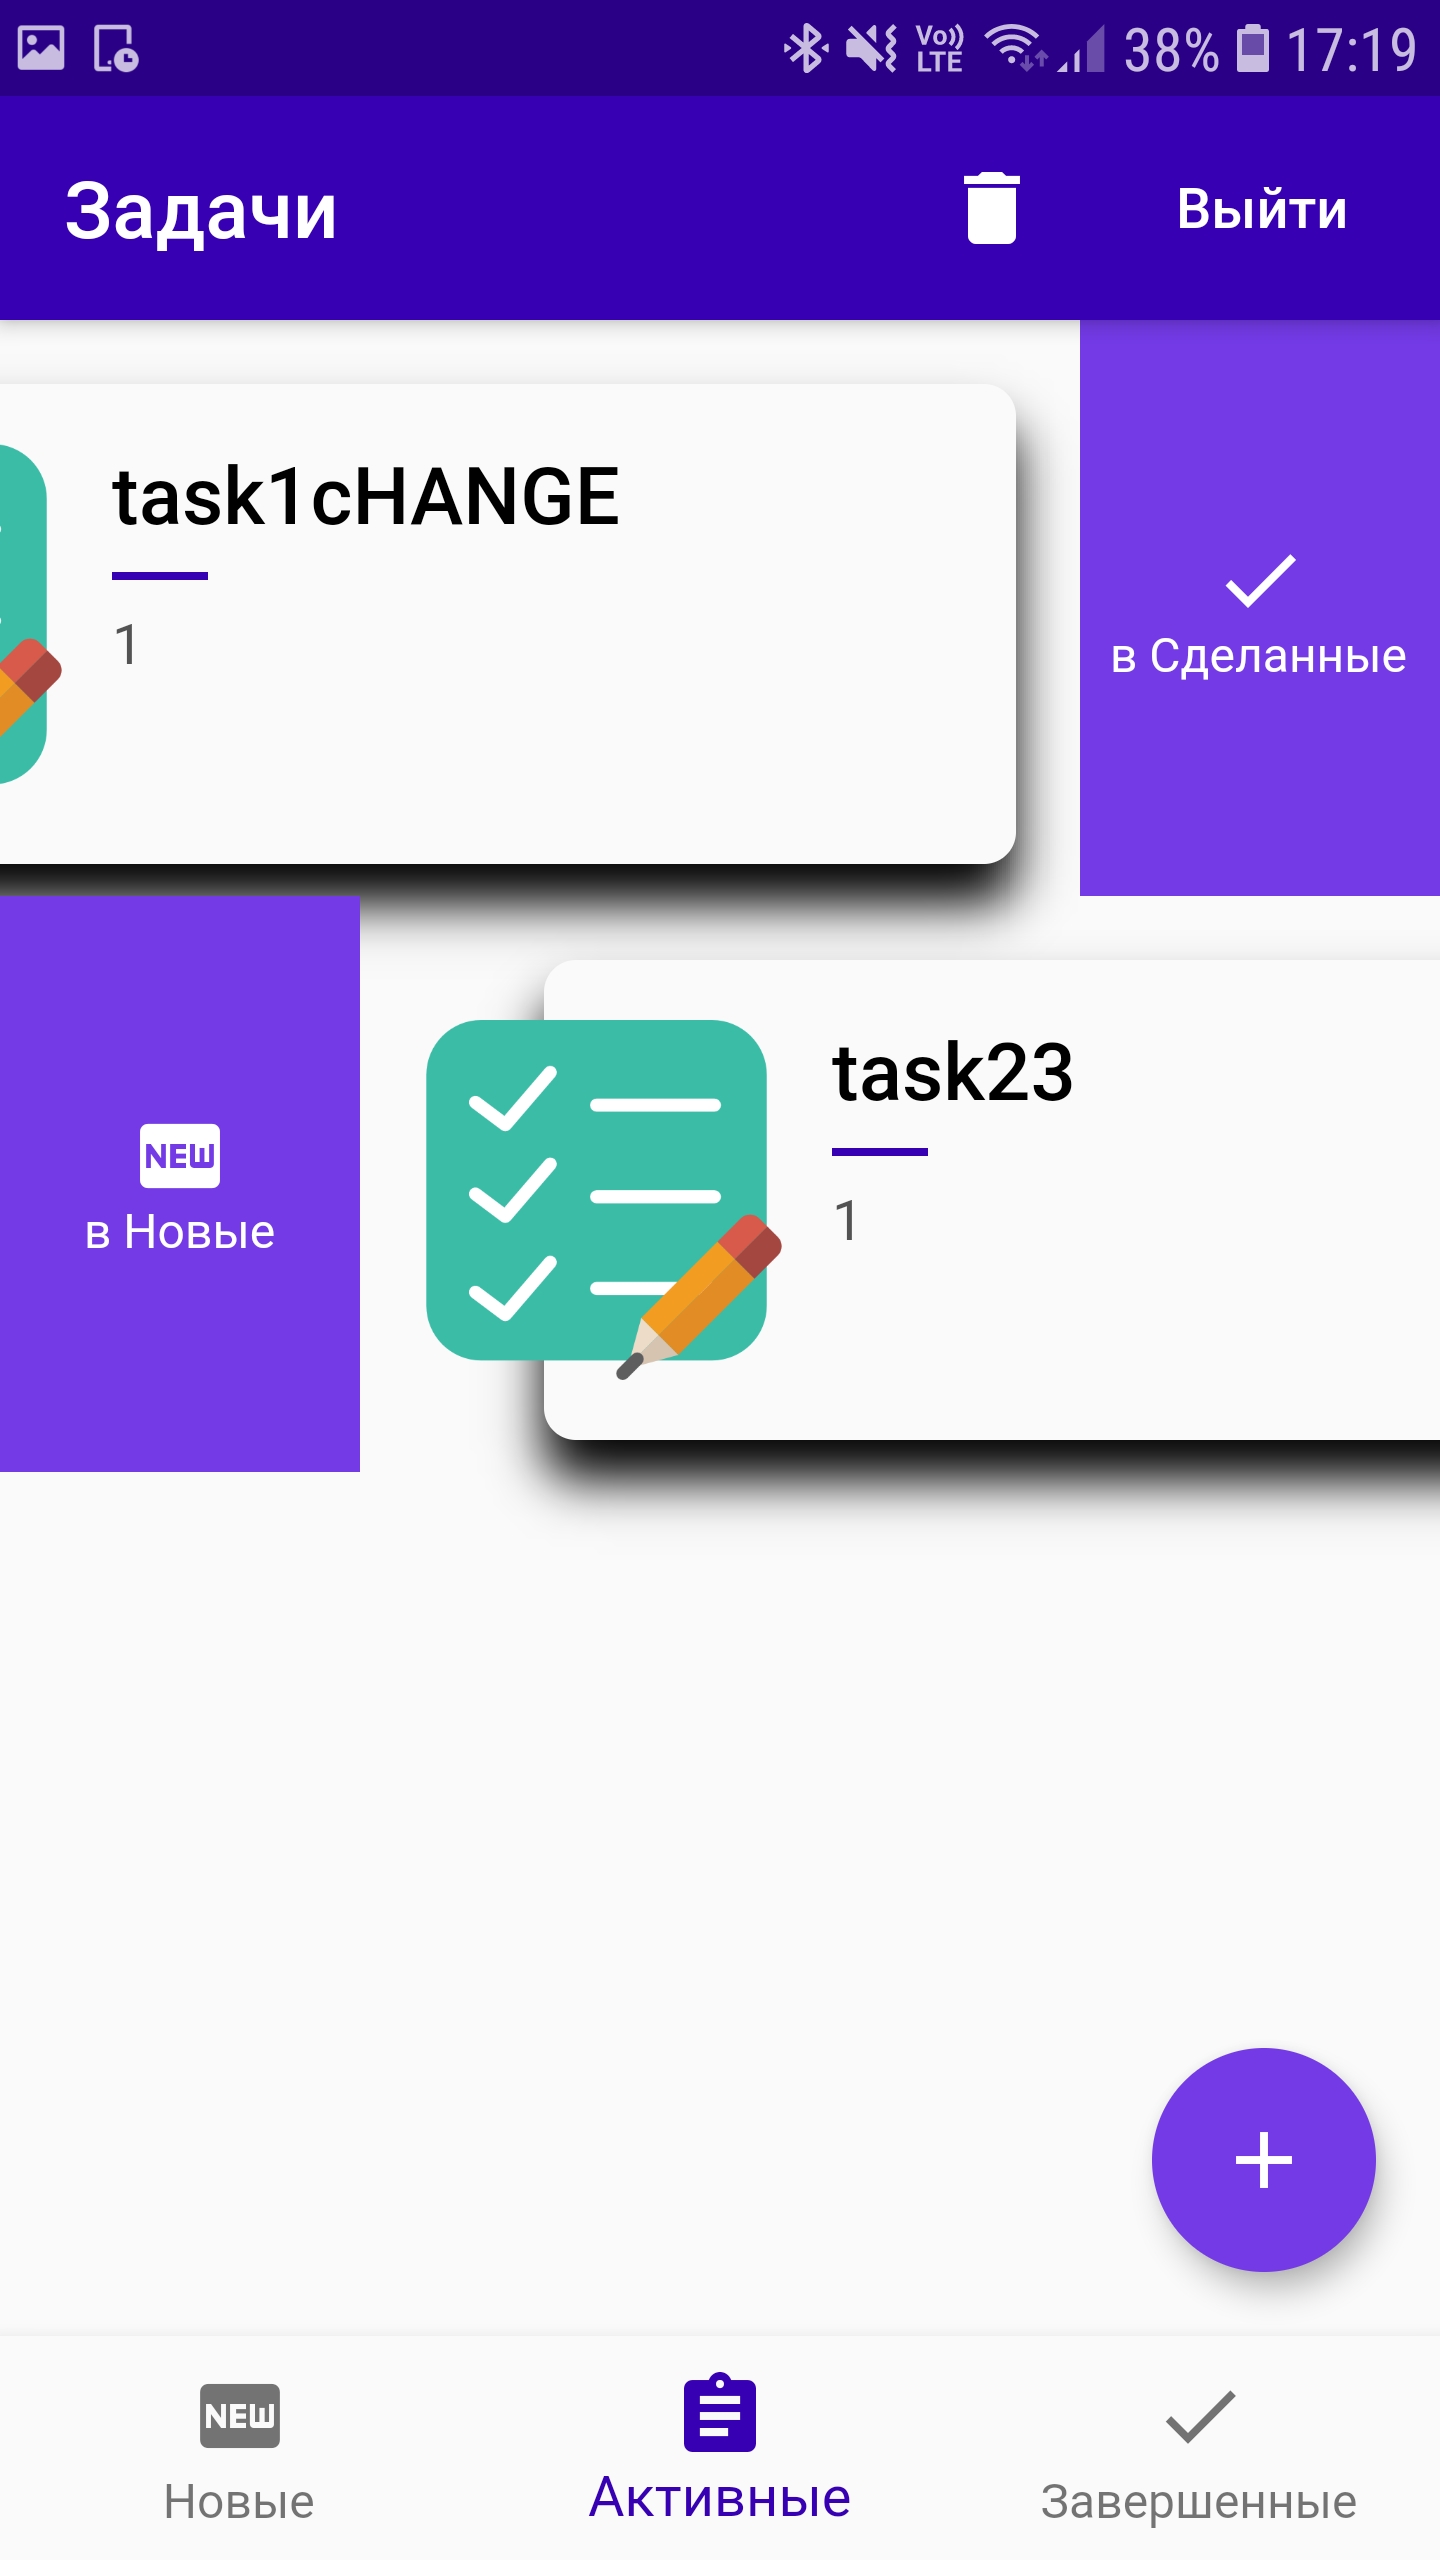 Vo)) LTE 38% 17:19
Задачи Выйти
task1cHANGE
1
в Сделанные
NEW
в Новые
task23
1
+
NEW
Новые Активные Завершенные